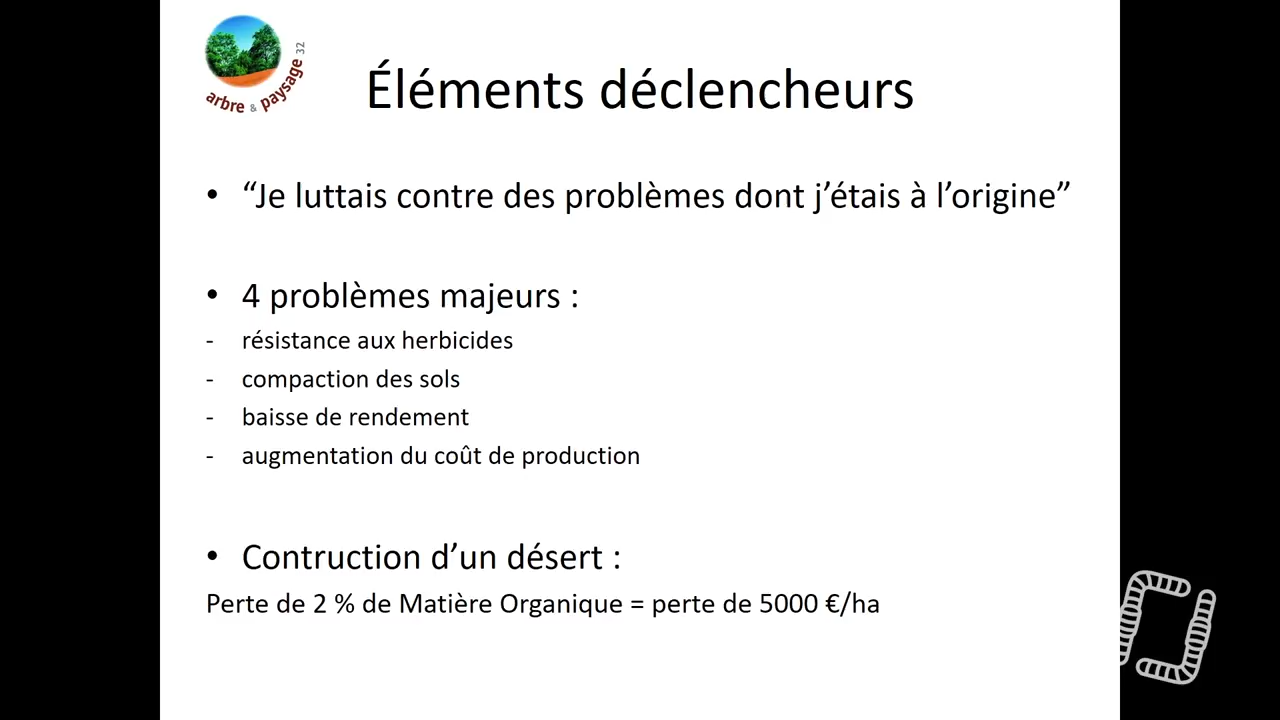 arbre & paysage 32
Éléments déclencheurs
• “Je luttais contre des problèmes dont j’étais à l’origine”
• 4 problèmes majeurs :
- résistance aux herbicides
- compaction des sols
- baisse de rendement
- augmentation du coût de production
• Contruction d’un désert :
Perte de 2 % de Matière Organique = perte de 5000 €/ha